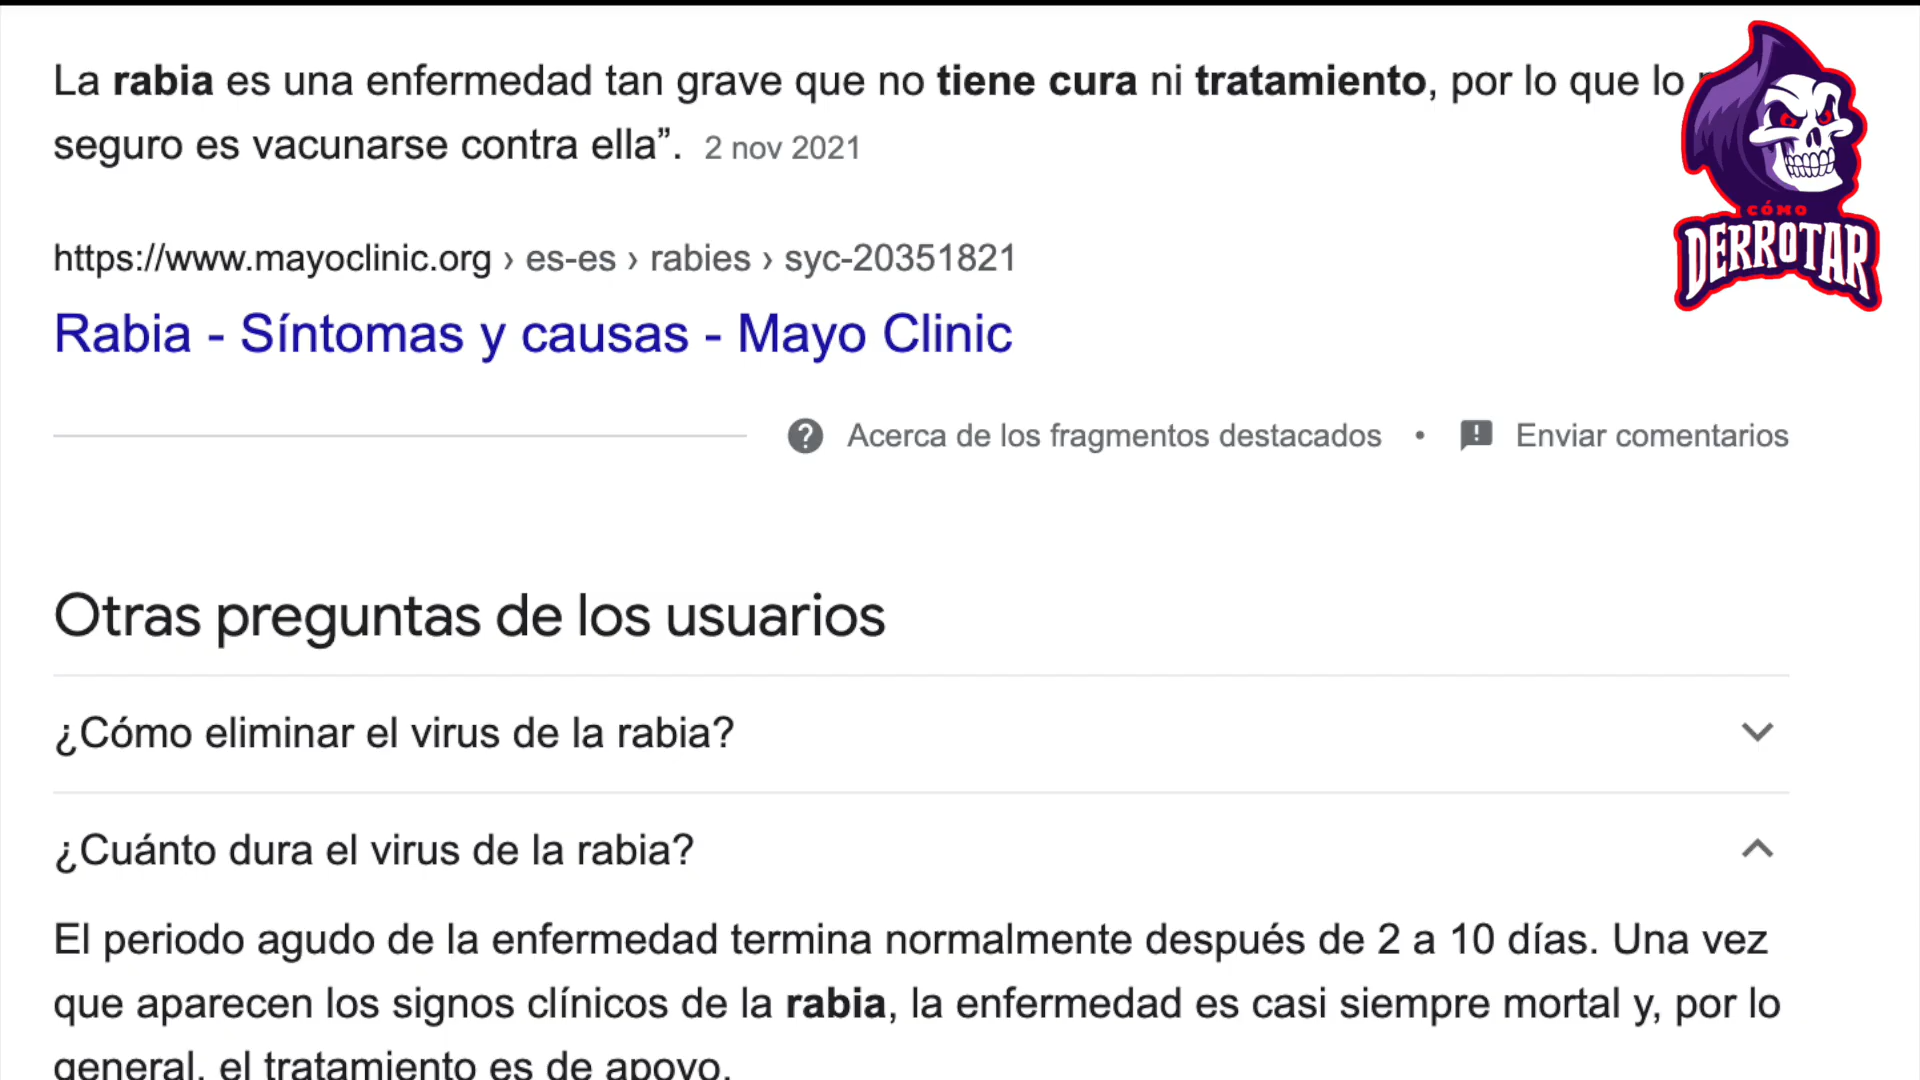 La rabia es una enfermedad tan grave que no tiene cura ni tratamiento, por lo que lo
seguro es vacunarse contra ella”. 2 nov 2021
https://www.mayoclinic.org › es-es › rabies › syc-20351821
Rabia - Síntomas y causas - Mayo Clinic
Acerca de los fragmentos destacados • Enviar comentarios
Otras preguntas de los usuarios
¿Cómo eliminar el virus de la rabia?
¿Cuánto dura el virus de la rabia?
El periodo agudo de la enfermedad termina normalmente después de 2 a 10 días. Una vez
que aparecen los signos clínicos de la rabia, la enfermedad es casi siempre mortal y, por lo
general, el tratamiento es de apoyo.
CÓMO
DERROTAR